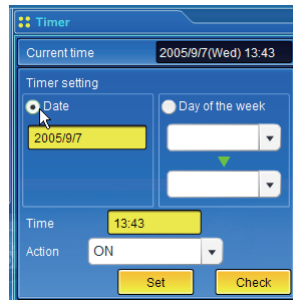 Timer
Current time 2005/9/7(Wed) 13:43
Timer setting
Date Day of the week
2005/9/7
Time 13:43
Action ON
Set Check